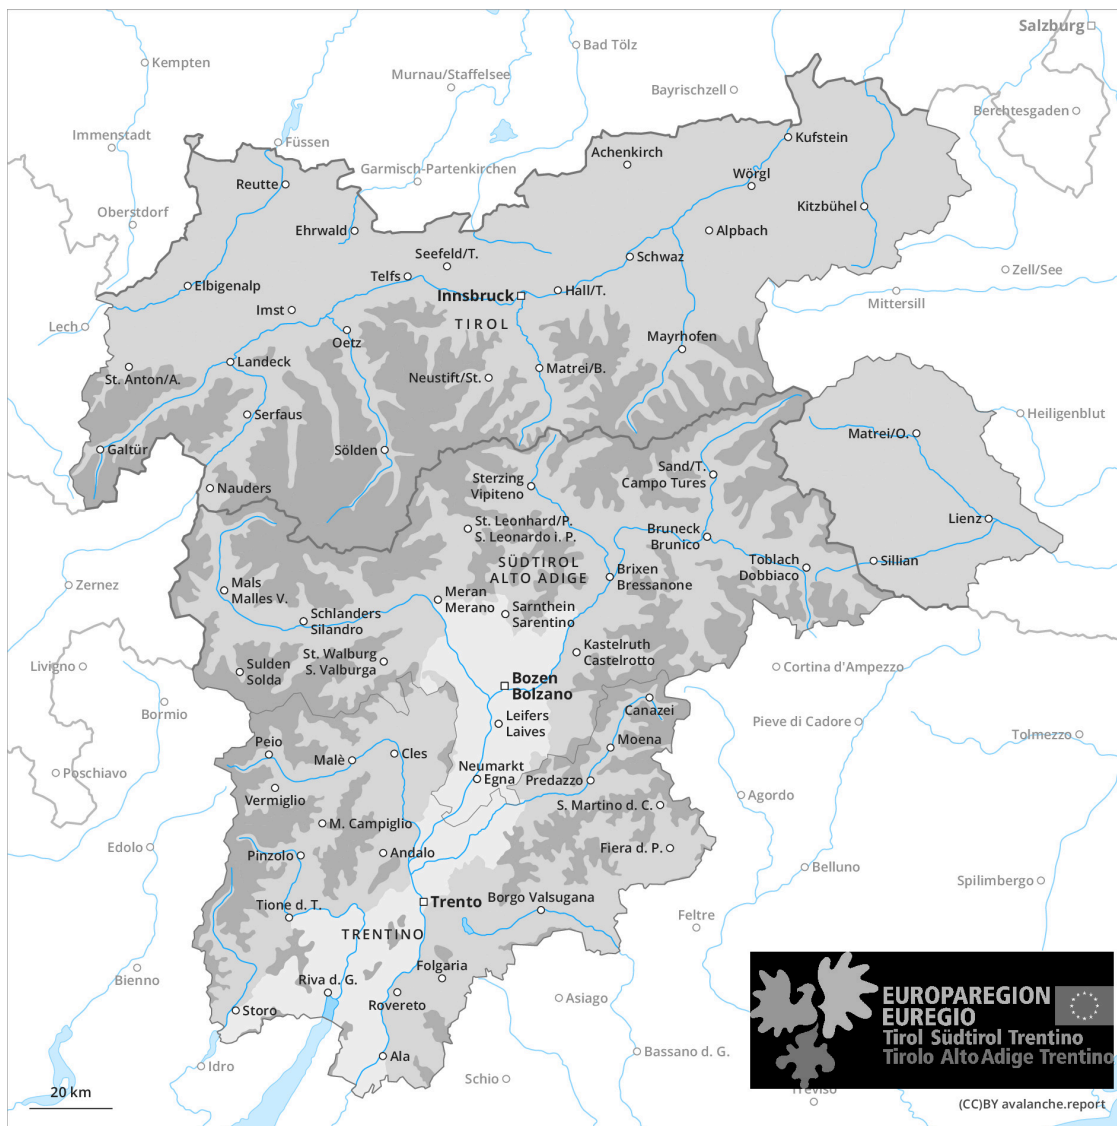 Salzburg
Bad Tölz
Kempten
Murnau/Staffelsee
Bayrischzell
Berchtesgaden
Immenstadt
Füssen
Kufstein
Achenkirch
Garmisch-Partenkirchen
Wörgl
Reutte
Kitzbühel
Oberstdorf
Ehrwald
Alpbach
Seefeld/T.
Schwaz
Zell/See
Telfs
Elbigenalp
Hall/T.
Innsbruck
Mittersill
Imst
TIROL
Lech
Oetz
Mayrhofen
Landeck
Matrei/B.
St. Anton/A.
Neustift/St.
Serfaus
Heiligenblut
Matrei/O.
Galtür
Sölden
Sand/T.
Campo Tures
Sterzing
Vipiteno
Nauders
Lienz
St. Leonhard/P.
S. Leonardo i. P.
Bruneck
Brunico
SÜDTIROL
ALTO ADIGE
Toblach
Dobbiaco
Sillian
Brixen
Bressanone
Zernez
Mals
Malles V.
Meran
Merano
Sarnthein
Sarentino
Schlanders
Silandro
Kastelruth
Castelrotto
St. Walburg
S. Valburga
Livigno
Sulden
Solda
Cortina d'Ampezzo
Bozen
Bolzano
Bormio
Canazei
Leifers
Laives
Pieve di Cadore
Tolmezzo
Peio
Cles
Moena
Malè
Neumarkt
Egna
Poschiavo
Predazzo
Vermiglio
Agordo
S. Martino d. C.
M. Campiglio
Edolo
Pinzolo
Andalo
Fiera d. P.
Belluno
Spilimbergo
Tione d. T.
Trento
Borgo Valsugana
Feltre
TRENTINO
Bienno
Folgaria
Riva d. G.
Rovereto
Asiago
Storo
EUROPAREGION
EUREGIO
Tirol Südtirol Trentino
Tirolo Alto Adige Trentino
Ala
Bassano d. G.
Idro
Schio
Treviso
20 km
(CC)BY avalanche.report